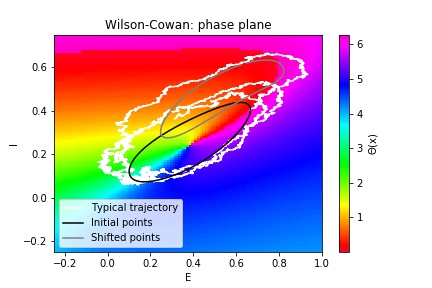 Wilson-Cowan: phase plane
I
0.6
0.4
0.2
0.0
−0.2
−0.2
0.0
0.2
0.4
0.6
0.8
1.0
E
Typical trajectory
Initial points
Shifted points
6
5
4
3
2
1
Θ(x)